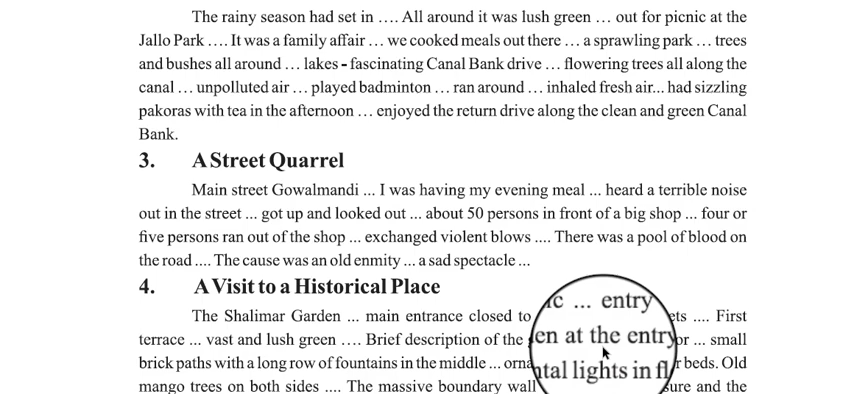 The rainy season had set in .... All around it was lush green ... out for picnic at the
Jallo Park .... It was a family affair ... we cooked meals out there ... a sprawling park ... trees
and bushes all around ... lakes - fascinating Canal Bank drive ... flowering trees all along the
canal ... unpolluted air ... played badminton ... ran around ... inhaled fresh air... had sizzling
pakoras with tea in the afternoon ... enjoyed the return drive along the clean and green Canal
Bank.
3. A Street Quarrel
Main street Gowalmandi ... I was having my evening meal ... heard a terrible noise
out in the street ... got up and looked out ... about 50 persons in front of a big shop ... four or
five persons ran out of the shop ... exchanged violent blows .... There was a pool of blood on
the road .... The cause was an old enmity ... a sad spectacle ...
4. A Visit to a Historical Place
The Shalimar Garden ... main entrance closed to ... entry ets .... First
terrace ... vast and lush green .... Brief description of the en at the entry or ... small
brick paths with a long row of fountains in the middle ... orna ntal lights in fl r beds. Old
mango trees on both sides .... The massive boundary wall sure and the